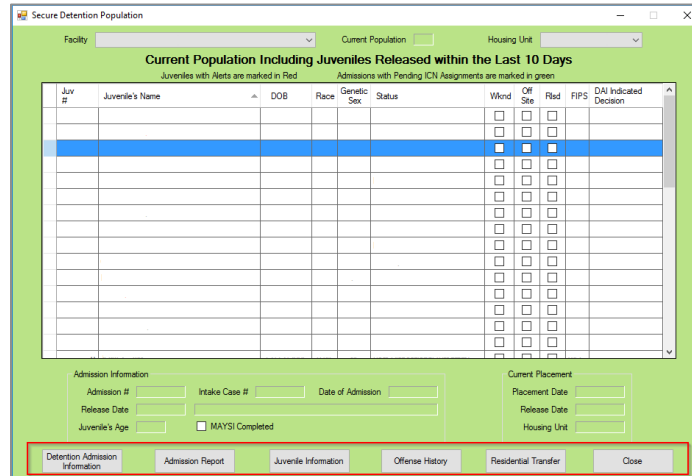 Secure Detention Population
Facility Current Population Housing Unit
Current Population Including Juveniles Released within the Last 10 Days
Juveniles with Alerts are marked in Red Admissions with Pending ICN Assignments are marked in green
Juv # Juvenile's Name DOB Race Genetic Sex Status Wknd Off Site Rlsd FIPS DAI Indicated Decision
Admission Information Current Placement
Admission # Intake Case # Date of Admission Placement Date
Release Date Release Date
Juvenile's Age MAYSI Completed Housing Unit
Detention Admission Information Admission Report Juvenile Information Offense History Residential Transfer Close